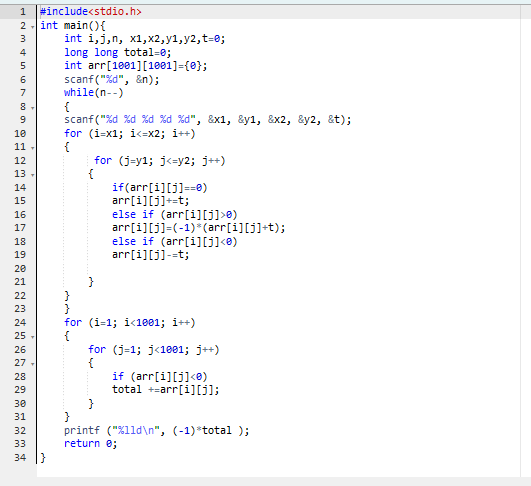 1 #include<stdio.h>
2 int main(){
3 int i,j,n, x1,x2,y1,y2,t=0;
4 long long total=0;
5 int arr[1001][1001]={0};
6 scanf("%d", &n);
7 while(n--)
8 {
9 scanf("%d %d %d %d %d", &x1, &y1, &x2, &y2, &t);
10 for (i=x1; i<=x2; i++)
11 {
12 for (j=y1; j<=y2; j++)
13 {
14 if(arr[i][j]==0)
15 arr[i][j]+=t;
16 else if (arr[i][j]>0)
17 arr[i][j]=(-1)*(arr[i][j]+t);
18 else if (arr[i][j]<0)
19 arr[i][j]-=t;
20
21 }
22 }
23 }
24 for (i=1; i<1001; i++)
25 {
26 for (j=1; j<1001; j++)
27 {
28 if (arr[i][j]<0)
29 total +=arr[i][j];
30 }
31 }
32 printf ("%lld\n", (-1)*total );
33 return 0;
34 }